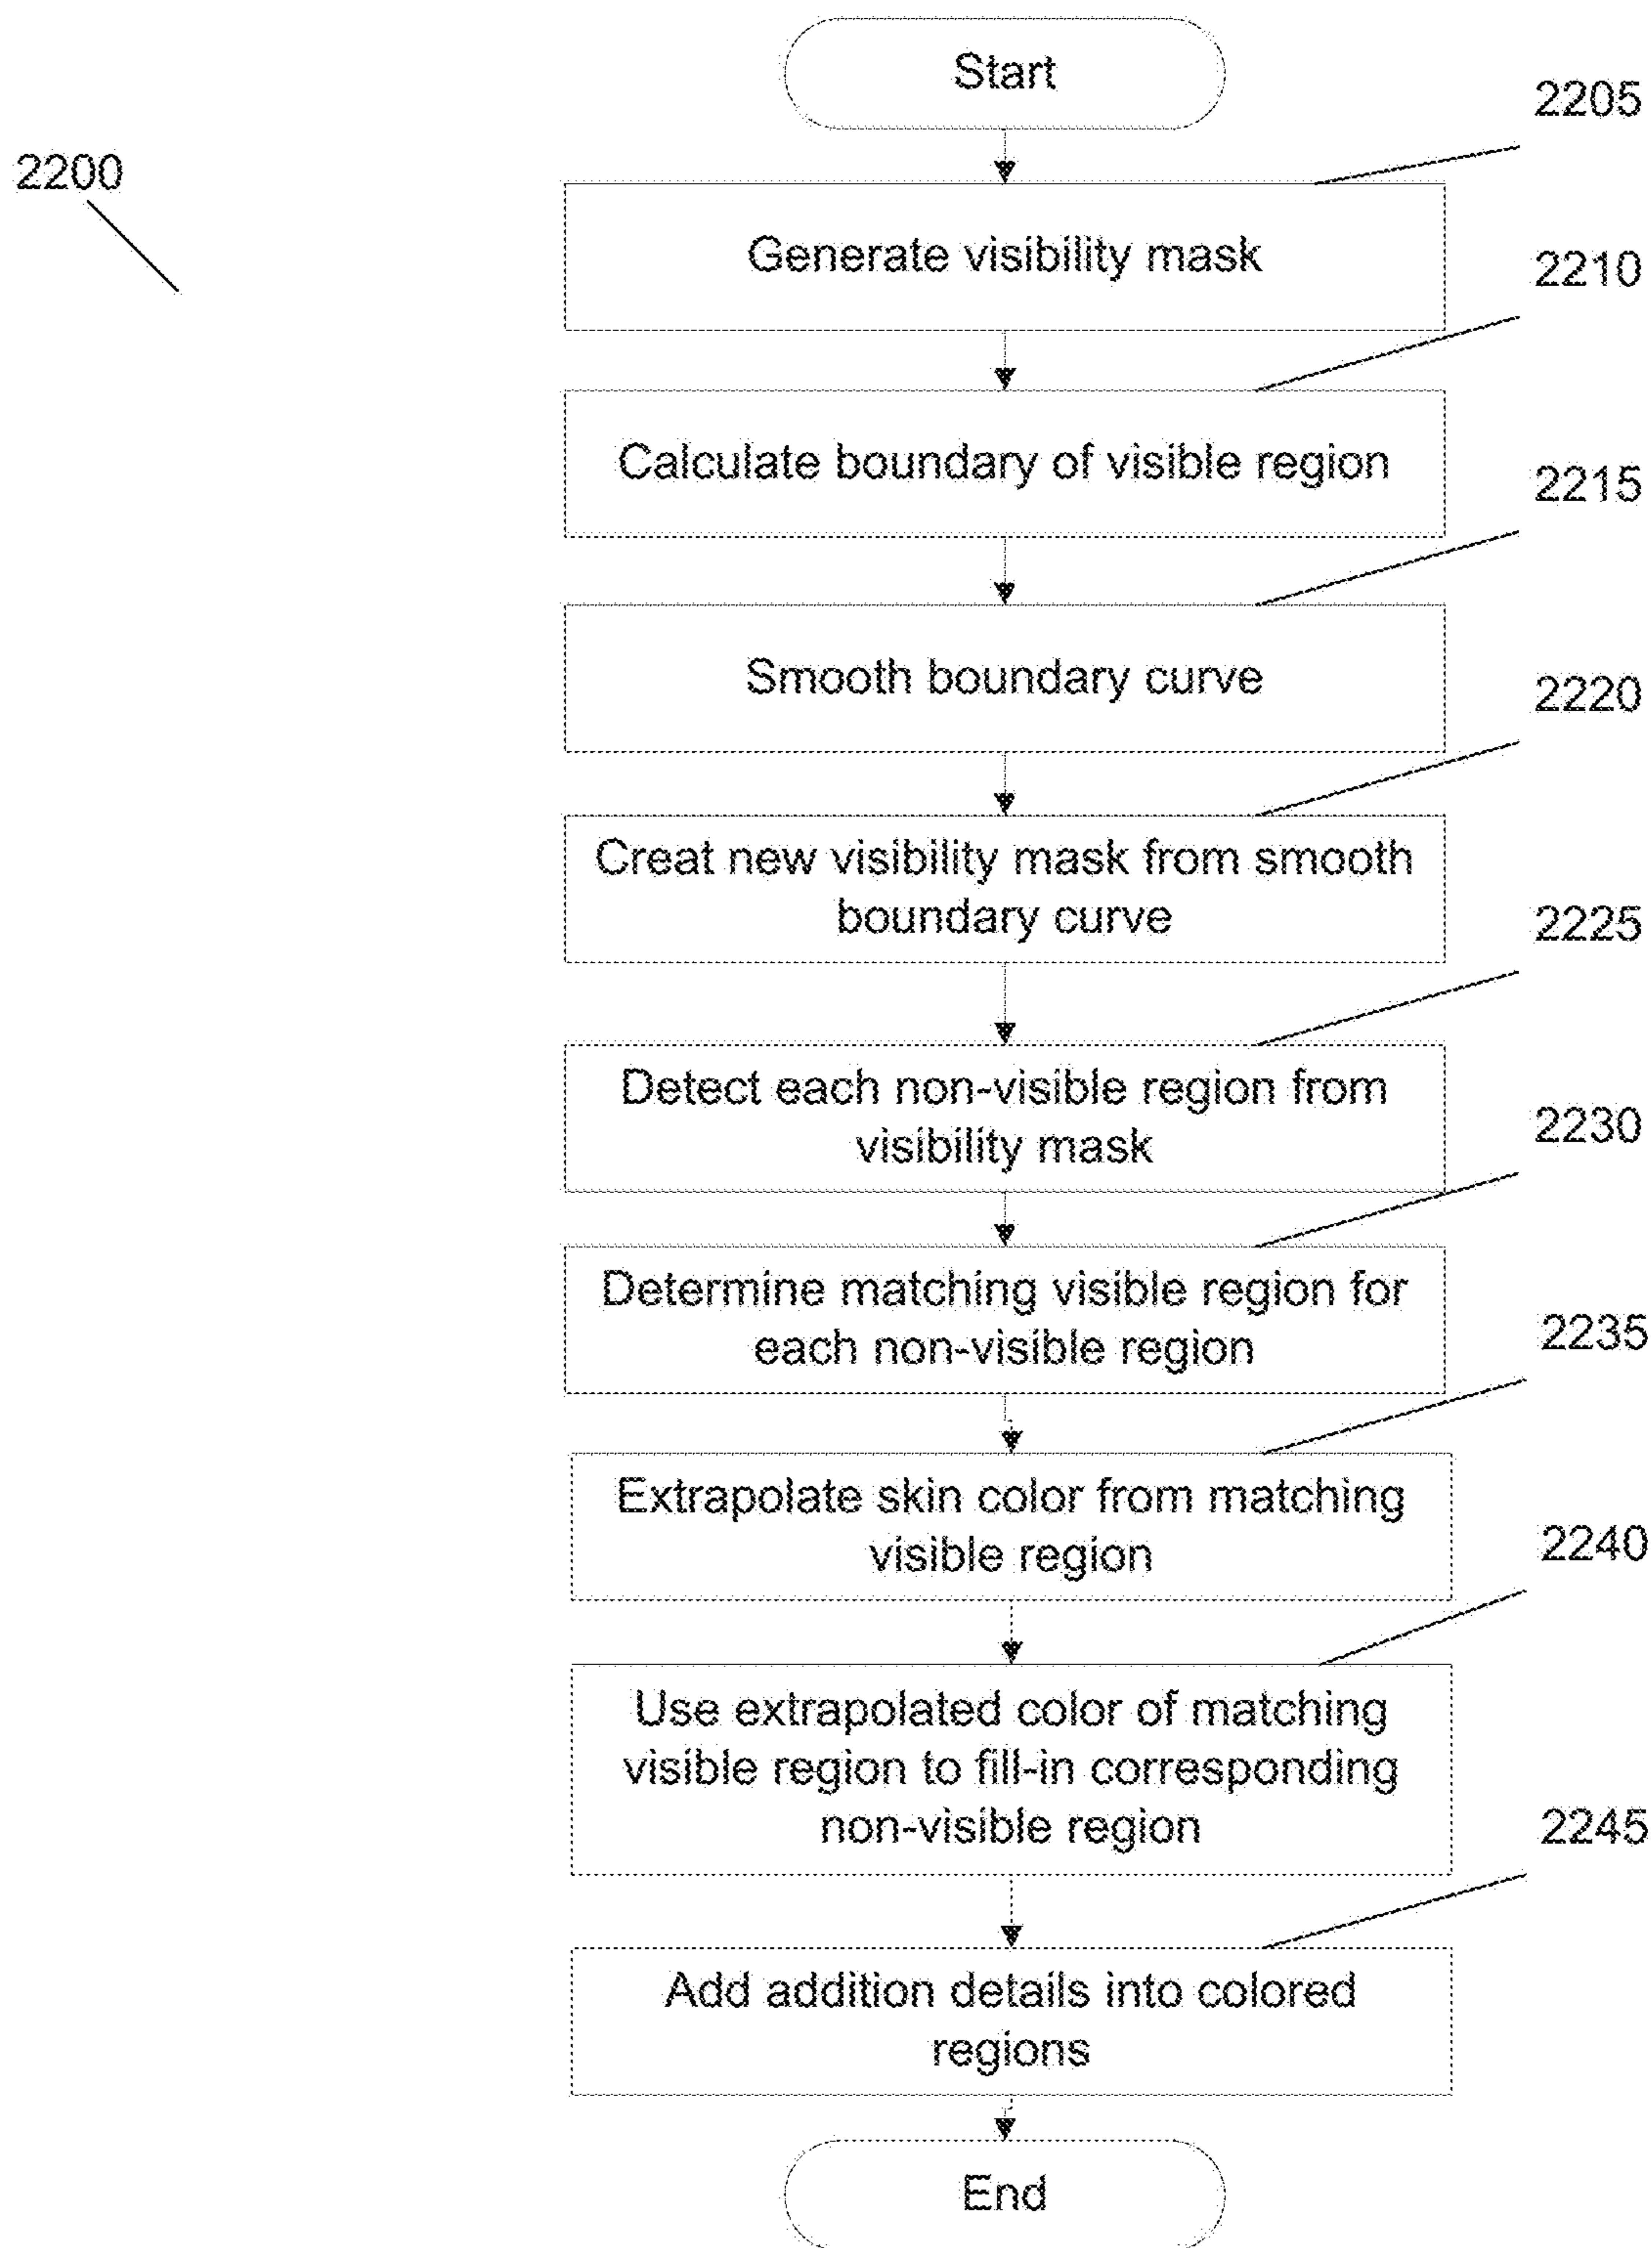 Start
2205
2200
Generate visibility mask
2210
Calculate boundary of visible region
2215
Smooth boundary curve
2220
Creat new visibility mask from smooth
boundary curve
2225
Detect each non-visible region from
visibility mask
2230
Determine matching visible region for
each non-visible region
2235
Extrapolate skin color from matching
visible region
2240
Use extrapolated color of matching
visible region to fill-in corresponding
non-visible region
2245
Add addition details into colored
regions
End